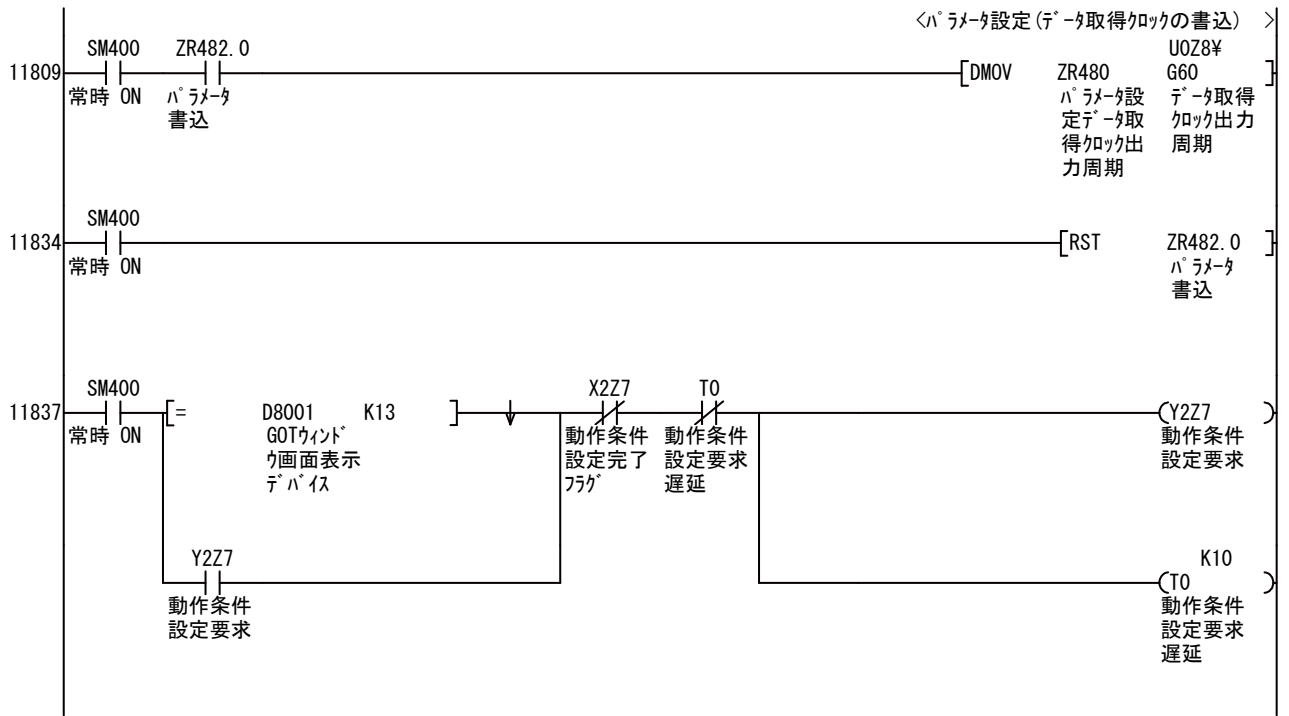 <ﾊﾟﾗﾒｰﾀ設定(ﾃﾞｰﾀ取得ｸﾛｯｸの書込) >
SM400 ZR482.0 U0Z8¥
11809 [DMOV ZR480 G60 ]
常時 ON ﾊﾟﾗﾒｰﾀ ﾊﾟﾗﾒｰﾀ設 ﾃﾞｰﾀ取得
書込 定ﾃﾞｰﾀ取 ｸﾛｯｸ出力
得ｸﾛｯｸ出 周期
力周期
SM400
11834 [RST ZR482.0 ]
常時 ON ﾊﾟﾗﾒｰﾀ
書込
SM400 X2Z7 T0
11837 [= D8001 K13 ] (Y2Z7 )
常時 ON GOTｳｨﾝﾄﾞ 動作条件 動作条件 動作条件
ｳ画面表示 設定完了 設定要求 設定要求
ﾃﾞﾊﾞｲｽ ﾌﾗｸﾞ 遅延
Y2Z7 K10
(T0 )
動作条件 動作条件
設定要求 設定要求
遅延